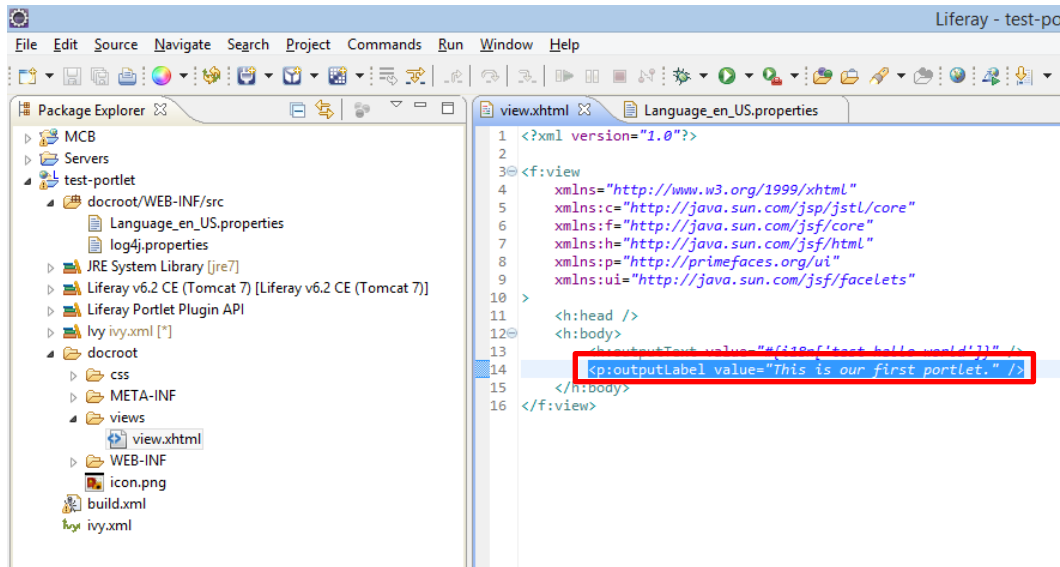 Liferay - test-po
File Edit Source Navigate Search Project Commands Run Window Help
Package Explorer
MCB
Servers
test-portlet
docroot/WEB-INF/src
Language_en_US.properties
log4j.properties
JRE System Library [jre7]
Liferay v6.2 CE (Tomcat 7) [Liferay v6.2 CE (Tomcat 7)]
Liferay Portlet Plugin API
Ivy ivy.xml [*]
docroot
css
META-INF
views
view.xhtml
WEB-INF
icon.png
build.xml
ivy.xml
view.xhtml Language_en_US.properties
1 <?xml version="1.0"?>
2
3 <f:view
4 xmlns="http://www.w3.org/1999/xhtml"
5 xmlns:c="http://java.sun.com/jsp/jstl/core"
6 xmlns:f="http://java.sun.com/jsf/core"
7 xmlns:h="http://java.sun.com/jsf/html"
8 xmlns:p="http://primefaces.org/ui"
9 xmlns:ui="http://java.sun.com/jsf/facelets"
10 >
11 <h:head />
12 <h:body>
13 <h:outputText value="#{i18n['test-hello-world']}" />
14 <p:outputLabel value="This is our first portlet." />
15 </h:body>
16 </f:view>